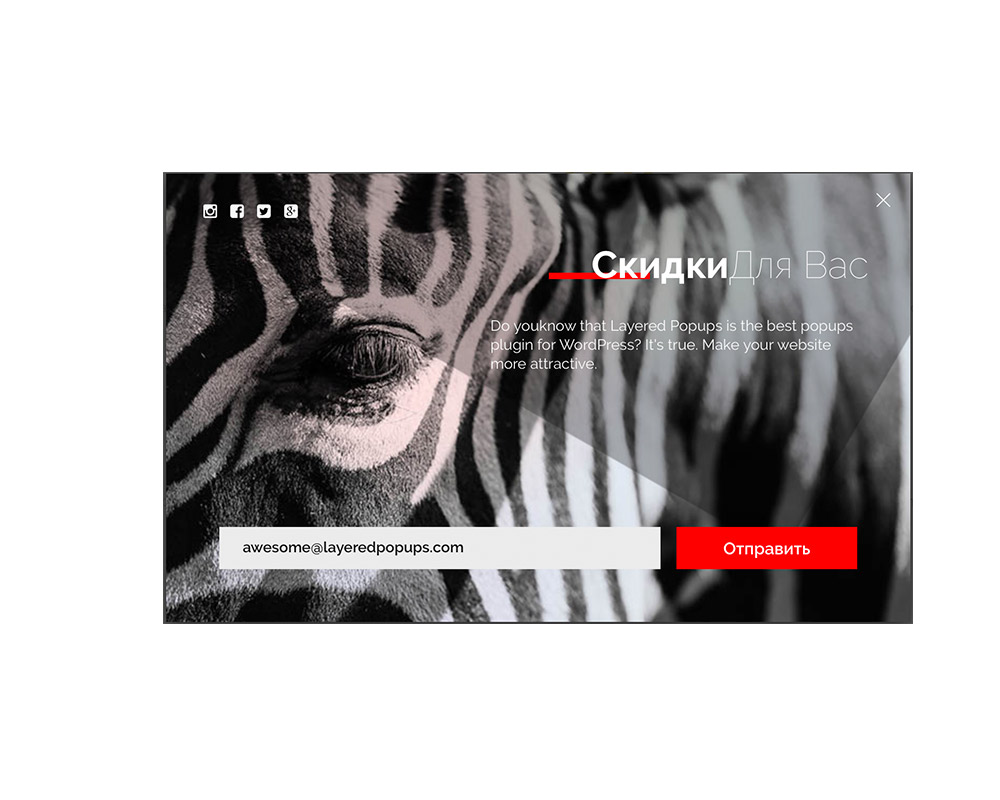 СкидкиДля Вас
Do youknow that Layered Popups is the best popups
plugin for WordPress? It's true. Make your website
more attractive.
awesome@layeredpopups.com
Отправить